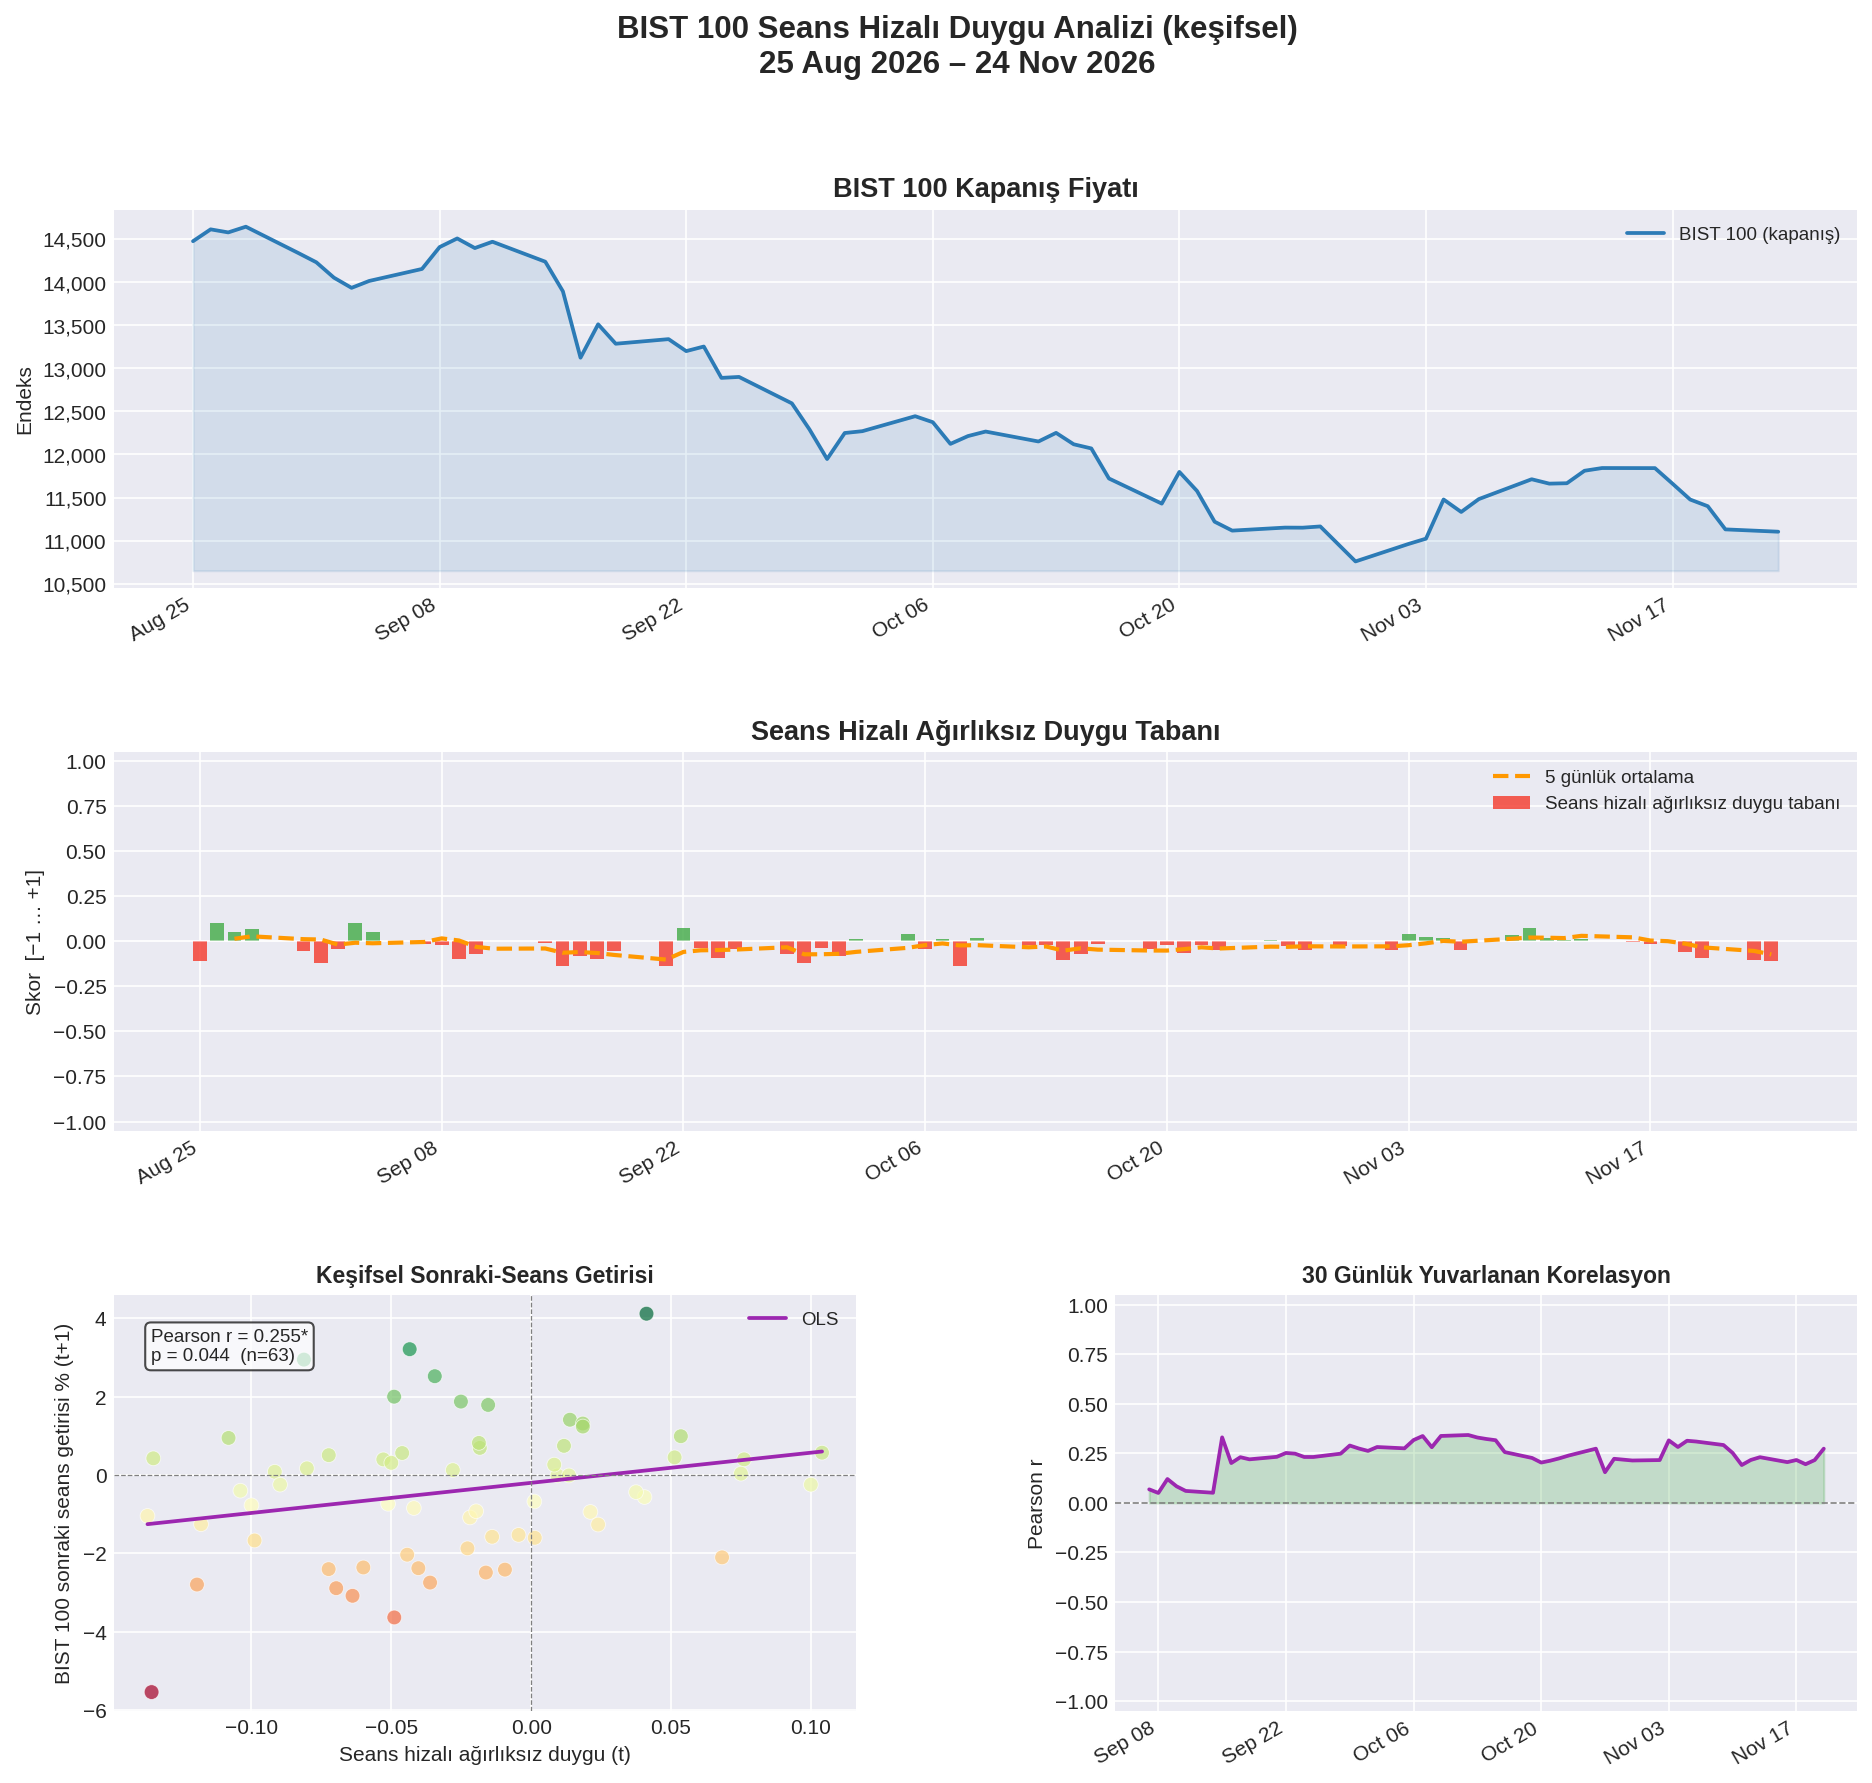 BIST 100 Seans Hizalı Duygu Analizi (keşifsel)
25 Aug 2026 – 24 Nov 2026
BIST 100 Kapanış Fiyatı
BIST 100 (kapanış)
Endeks
14,500
14,000
13,500
13,000
12,500
12,000
11,500
11,000
10,500
Aug 25
Sep 08
Sep 22
Oct 06
Oct 20
Nov 03
Nov 17
Seans Hizalı Ağırlıksız Duygu Tabanı
5 günlük ortalama
Seans hizalı ağırlıksız duygu tabanı
Skor [−1 … +1]
1.00
0.75
0.50
0.25
0.00
−0.25
−0.50
−0.75
−1.00
Aug 25
Sep 08
Sep 22
Oct 06
Oct 20
Nov 03
Nov 17
Keşifsel Sonraki-Seans Getirisi
Pearson r = 0.255*
p = 0.044 (n=63)
OLS
BIST 100 sonraki seans getirisi % (t+1)
4
2
0
−2
−4
−6
−0.10
−0.05
0.00
0.05
0.10
Seans hizalı ağırlıksız duygu (t)
30 Günlük Yuvarlanan Korelasyon
Pearson r
1.00
0.75
0.50
0.25
0.00
−0.25
−0.50
−0.75
−1.00
Sep 08
Sep 22
Oct 06
Oct 20
Nov 03
Nov 17